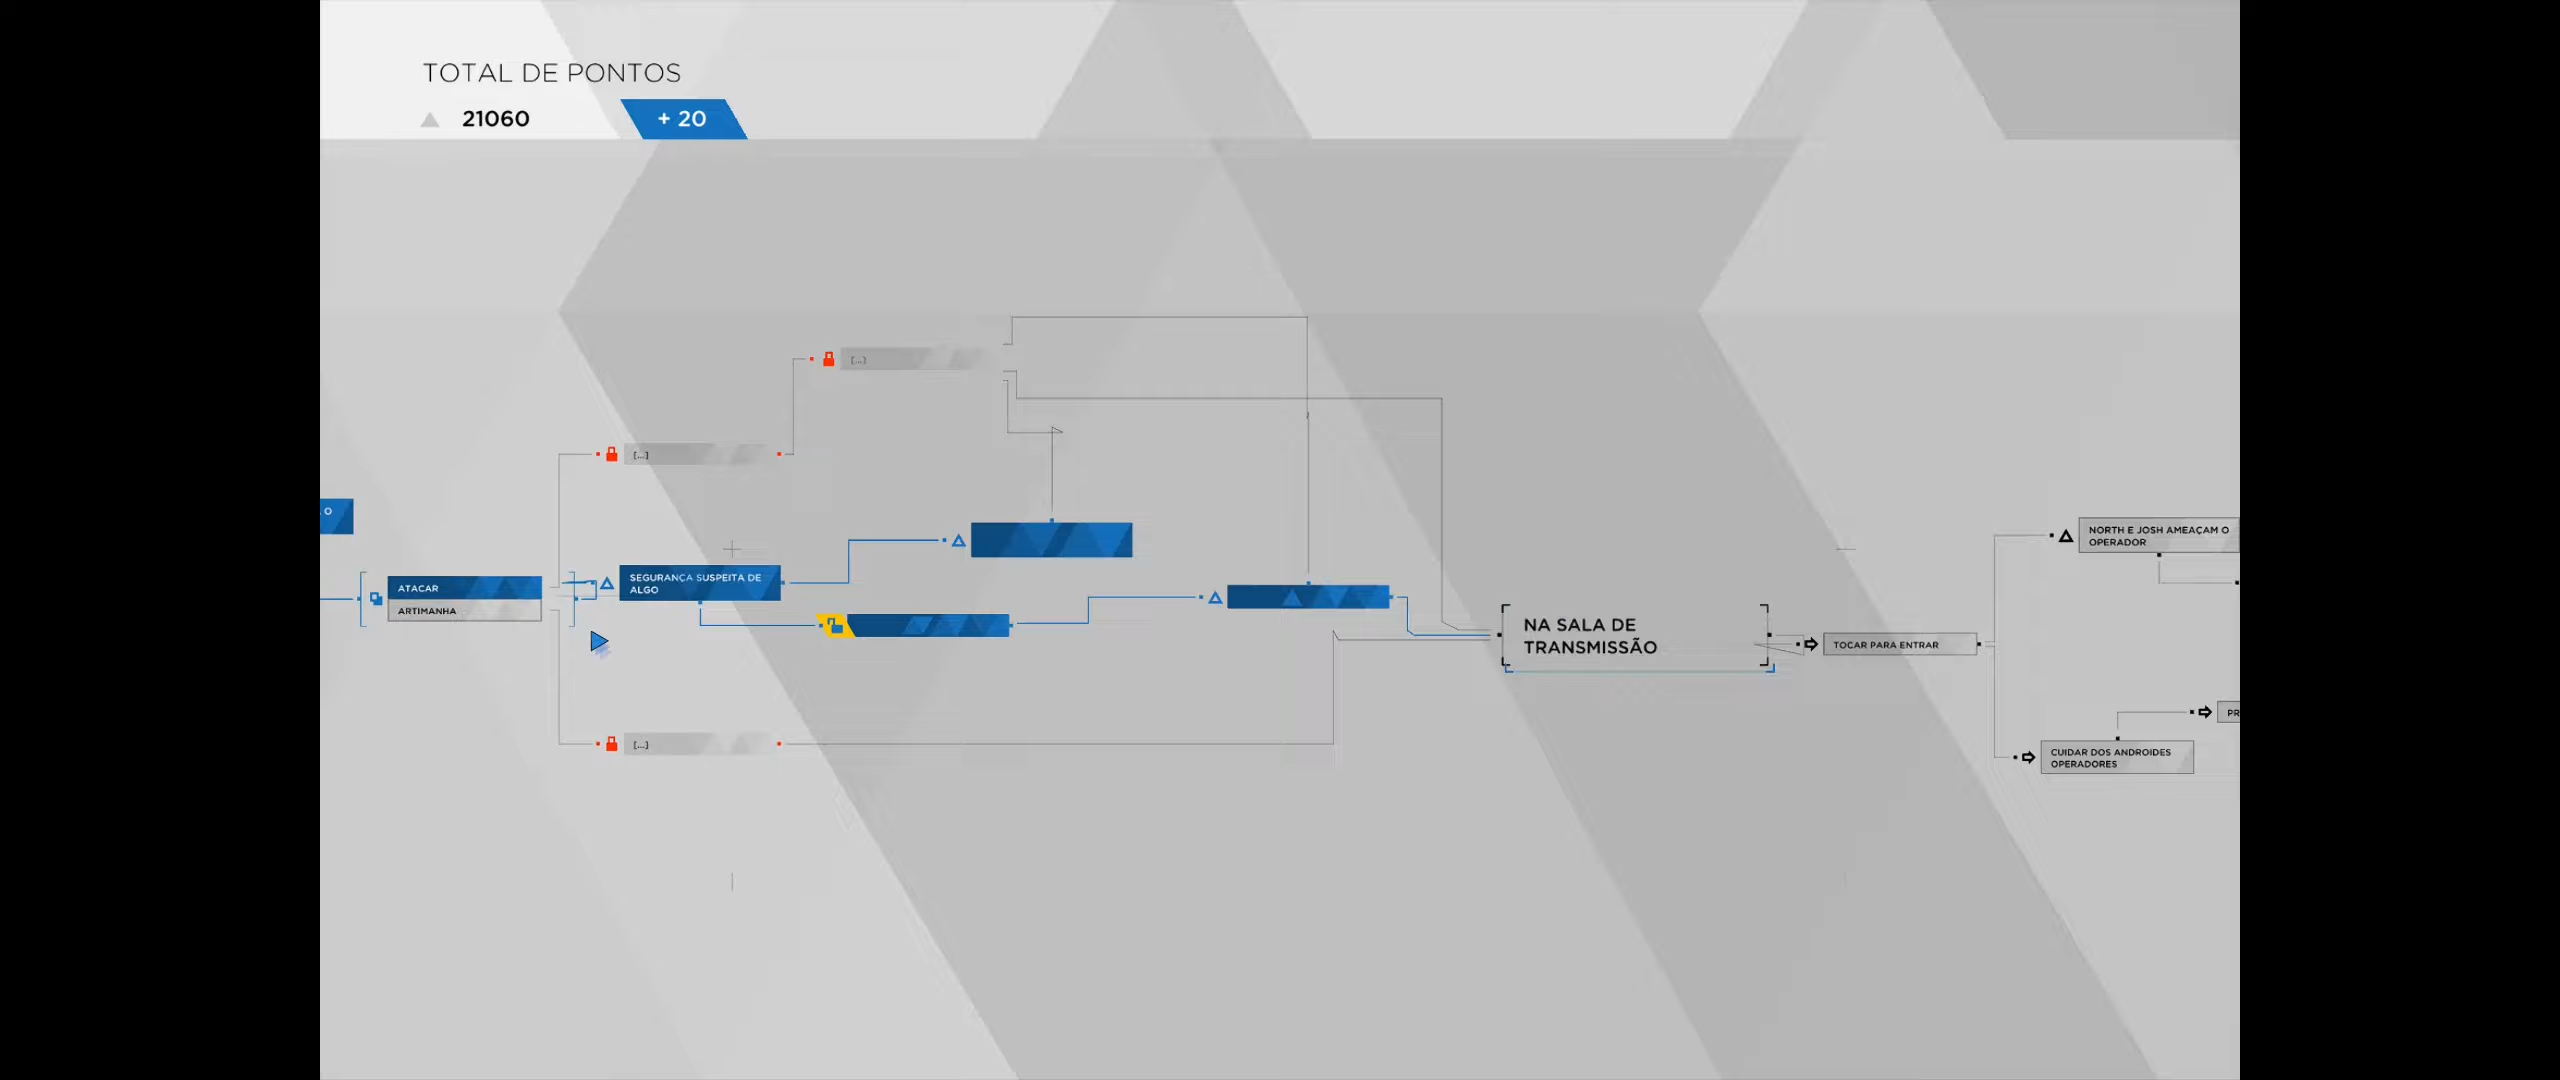 TOTAL DE PONTOS
21060
+ 20
[...]
[...]
O
ATACAR
ARTIMANHA
SEGURANÇA SUSPEITA DE
ALGO
[...]
NA SALA DE
TRANSMISSÃO
TOCAR PARA ENTRAR
NORTH E JOSH AMEAÇAM O
OPERADOR
PR
CUIDAR DOS ANDROIDES
OPERADORES